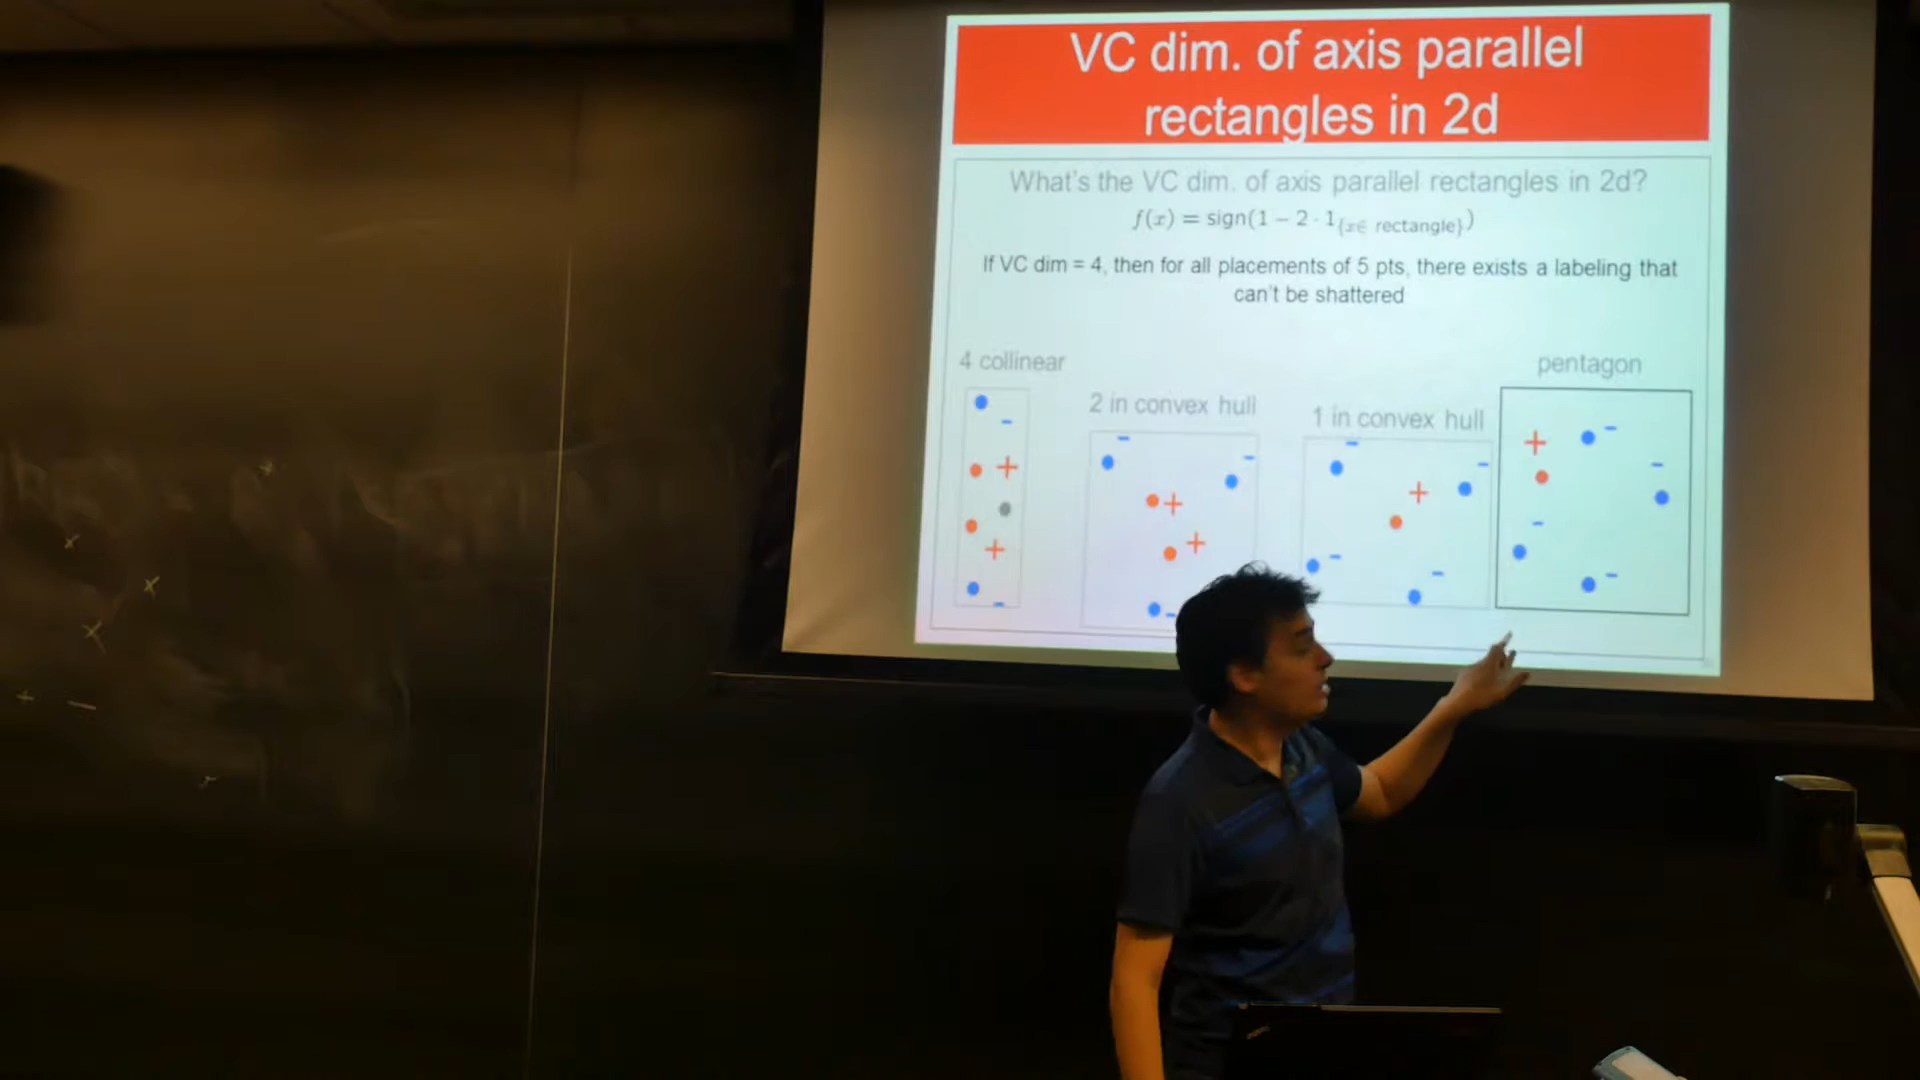 VC dim. of axis parallel
rectangles in 2d
What's the VC dim. of axis parallel rectangles in 2d?
f(x) = sign(1 − 2 · 1{x∈ rectangle})
If VC dim = 4, then for all placements of 5 pts, there exists a labeling that
can't be shattered
4 collinear
2 in convex hull
1 in convex hull
pentagon